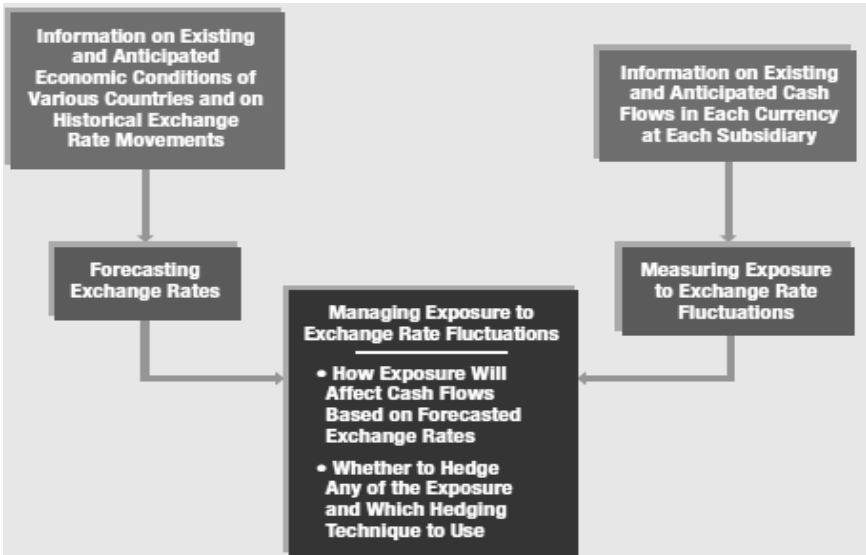 Information on Existing
and Anticipated
Economic Conditions of
Various Countries and on
Historical Exchange
Rate Movements
Information on Existing
and Anticipated Cash
Flows in Each Currency
at Each Subsidiary
Forecasting
Exchange Rates
Measuring Exposure
to Exchange Rate
Fluctuations
Managing Exposure to
Exchange Rate Fluctuations
• How Exposure Will
Affect Cash Flows
Based on Forecasted
Exchange Rates
• Whether to Hedge
Any of the Exposure
and Which Hedging
Technique to Use